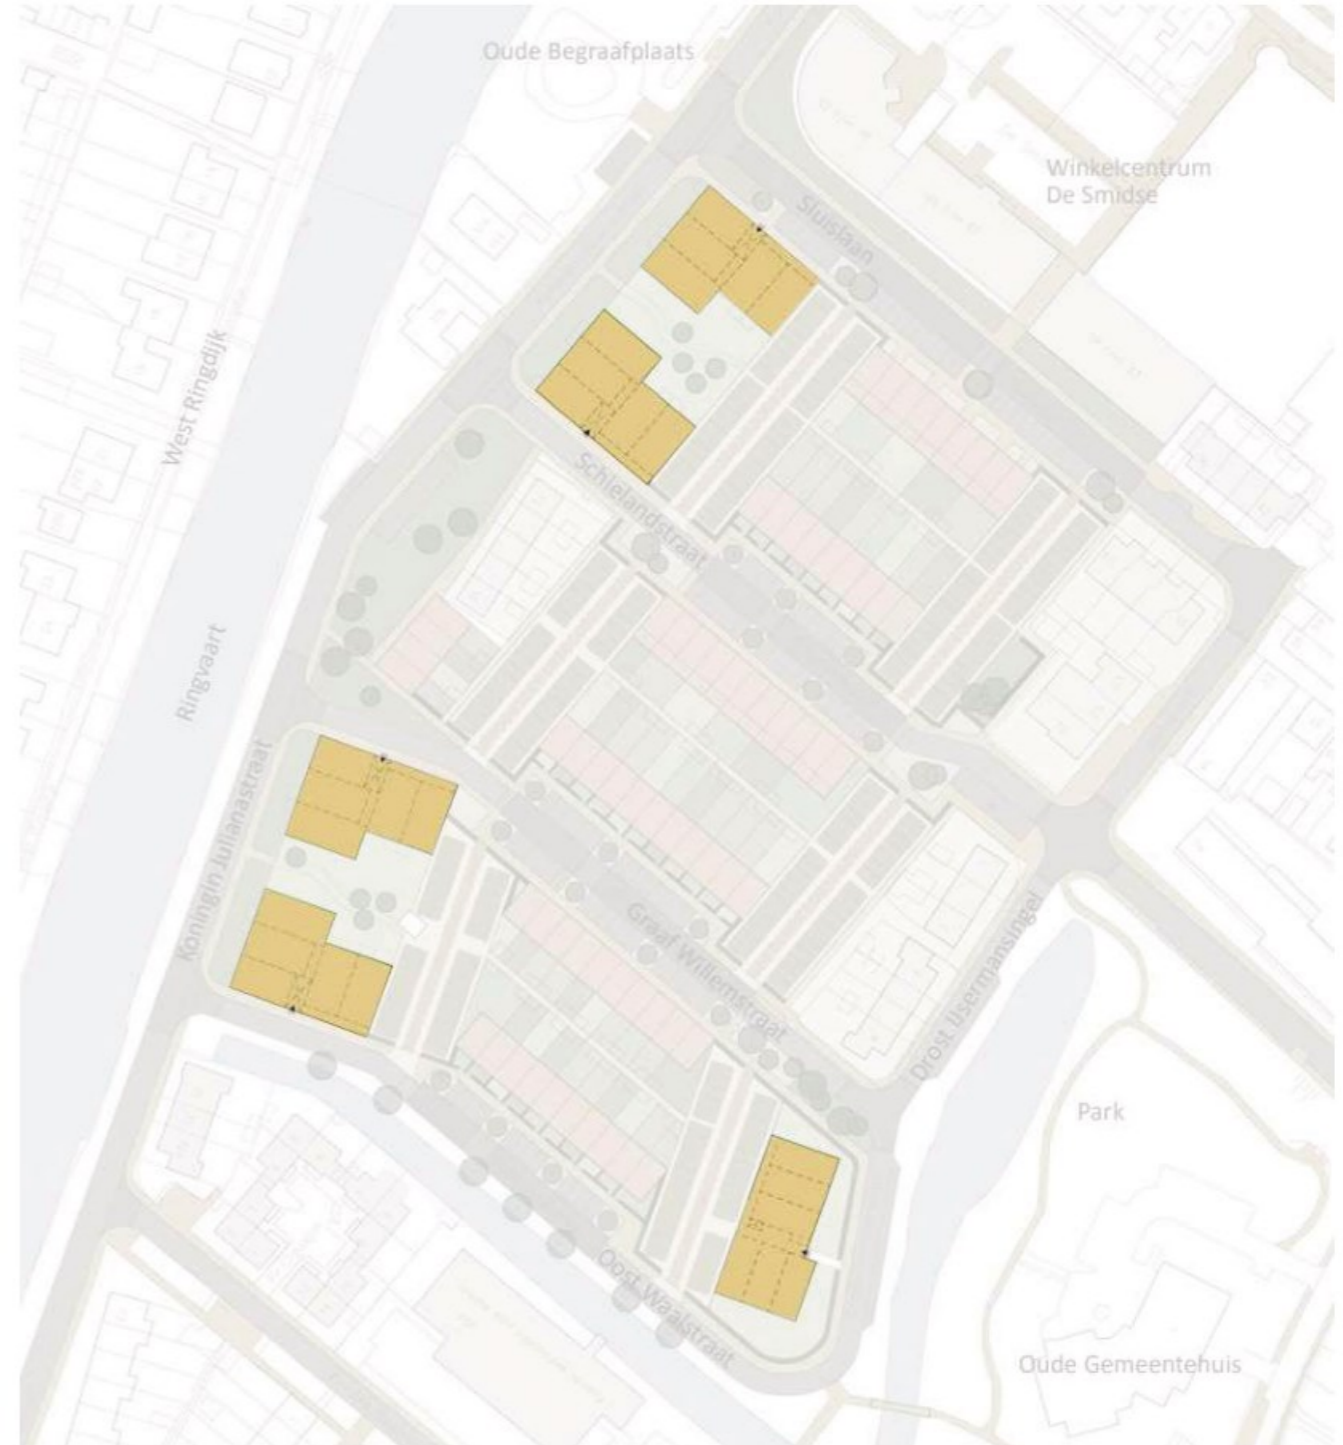 Oude Begraafplaats
Winkelcentrum
De Smidse
Sluislaan
West Ringdijk
Schielandstraat
Ringvaart
Koningin Julianastraat
Graaf Willemstraat
Drost IJsermansingel
Park
Oost Waalstraat
Oude Gemeentehuis